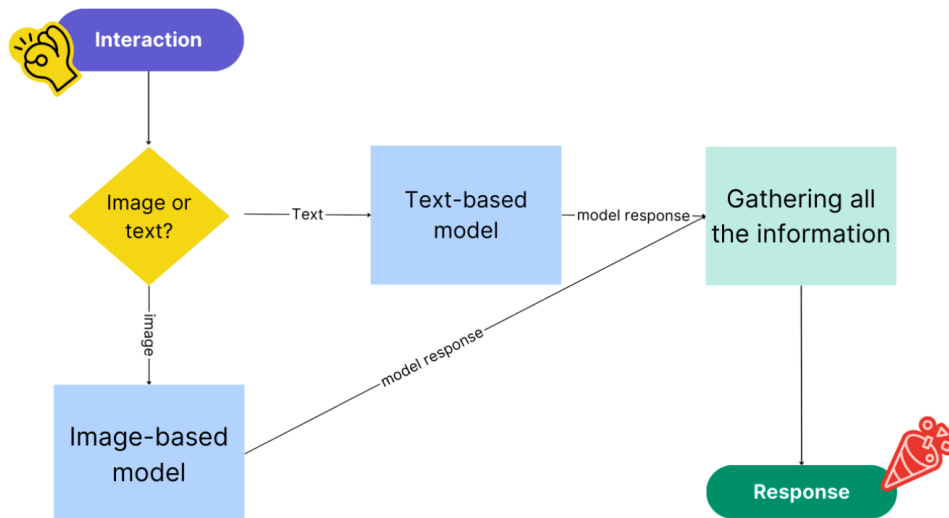 Interaction
Image or
text?
Text
Text-based
model
model response
Gathering all
the information
image
model response
Image-based
model
Response